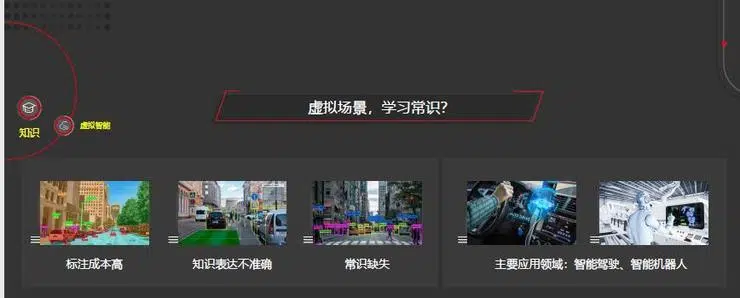 虚拟场景，学习常识？
知识
虚拟智能
标注成本高
知识表达不准确
常识缺失
主要应用领域：智能驾驶、智能机器人